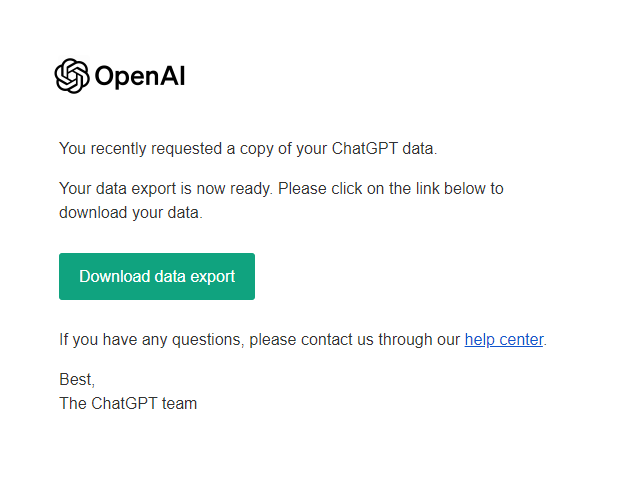 OpenAI
You recently requested a copy of your ChatGPT data.
Your data export is now ready. Please click on the link below to
download your data.
Download data export
If you have any questions, please contact us through our help center.
Best,
The ChatGPT team